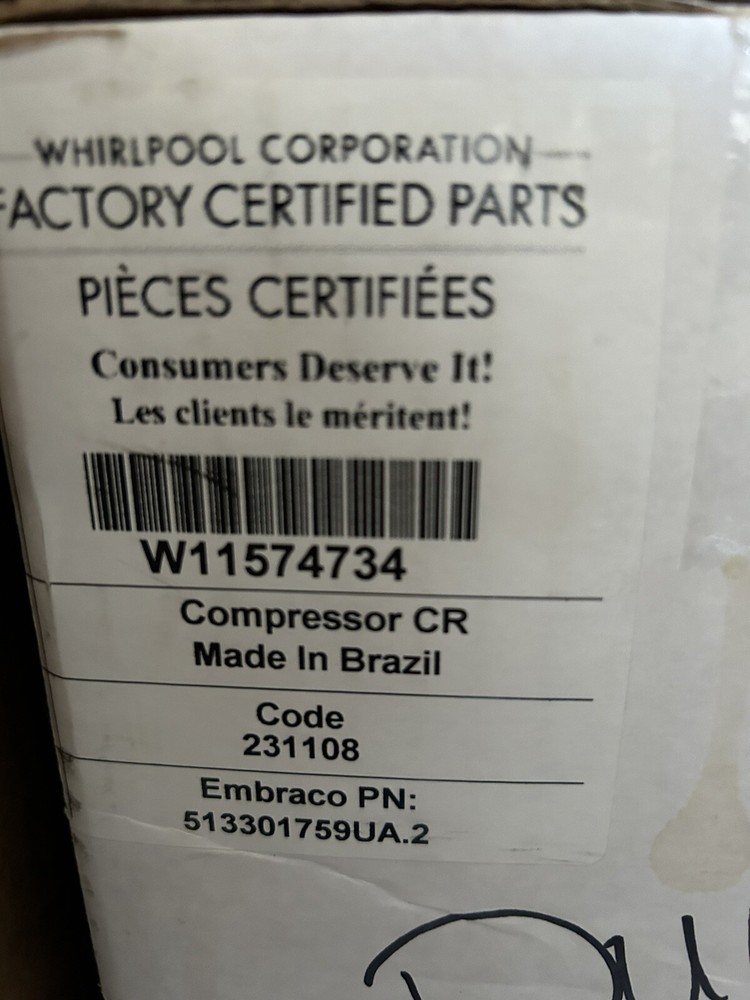 WHIRLPOOL CORPORATION
FACTORY CERTIFIED PARTS
PIÈCES CERTIFIÉES
Consumers Deserve It!
Les clients le méritent!
W11574734
Compressor CR
Made In Brazil
Code
231108
Embraco PN:
513301759UA.2